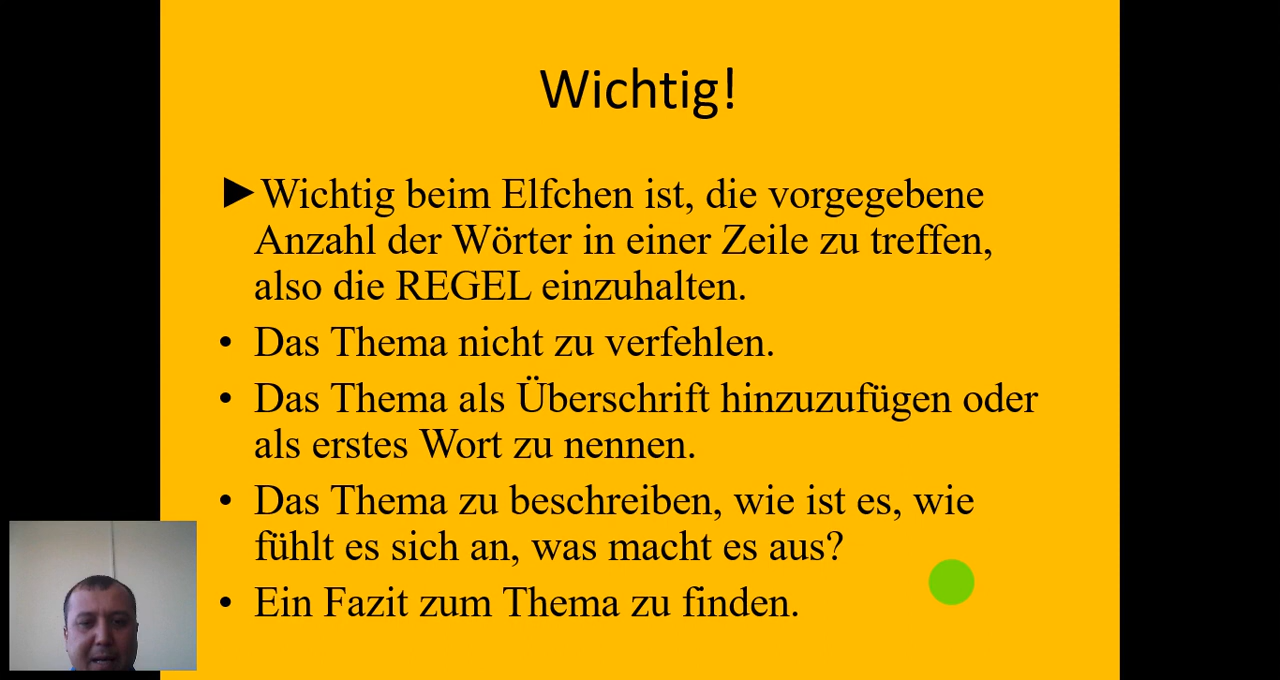 Wichtig!
►Wichtig beim Elfchen ist, die vorgegebene
Anzahl der Wörter in einer Zeile zu treffen,
also die REGEL einzuhalten.
• Das Thema nicht zu verfehlen.
• Das Thema als Überschrift hinzuzufügen oder
als erstes Wort zu nennen.
• Das Thema zu beschreiben, wie ist es, wie
fühlt es sich an, was macht es aus?
• Ein Fazit zum Thema zu finden.